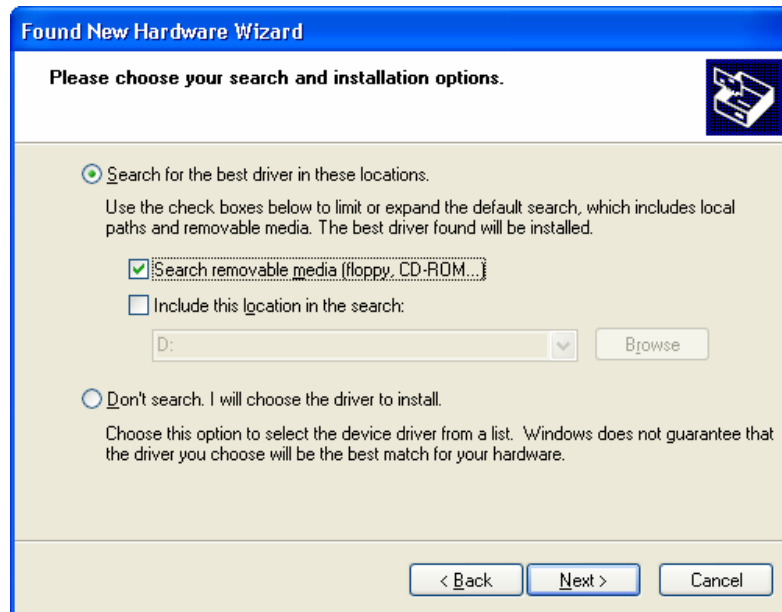 Found New Hardware Wizard
Please choose your search and installation options.
Search for the best driver in these locations.
Use the check boxes below to limit or expand the default search, which includes local
paths and removable media. The best driver found will be installed.
Search removable media (floppy, CD-ROM...)
Include this location in the search:
D:
Browse
Don't search. I will choose the driver to install.
Choose this option to select the device driver from a list. Windows does not guarantee that
the driver you choose will be the best match for your hardware.
< Back Next > Cancel